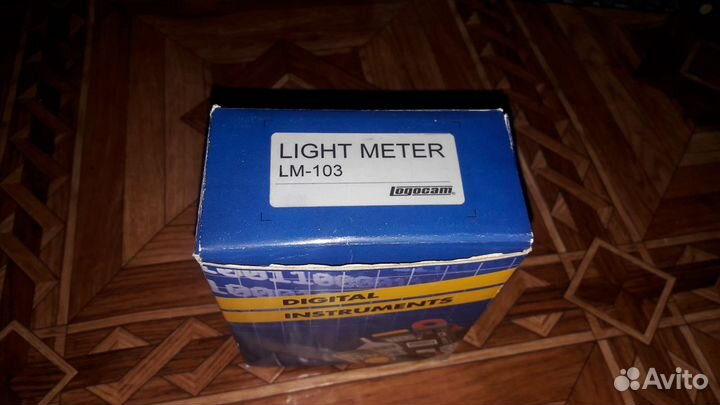 LIGHT METER
LM-103
Logocam
DIGITAL
INSTRUMENTS
Avito